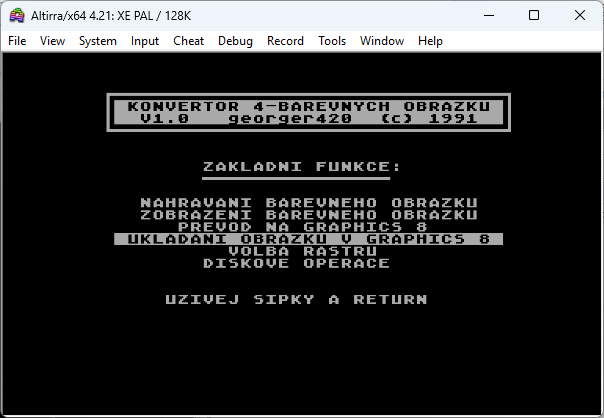 Altirra/x64 4.21: XE PAL / 128K
File View System Input Cheat Debug Record Tools Window Help
KONVERTOR 4-BAREVNYCH OBRAZKU
V1.0 georger420 (c) 1991
ZAKLADNI FUNKCE:
NAHRAVANI BAREVNEHO OBRAZKU
ZOBRAZENI BAREVNEHO OBRAZKU
PREVOD NA GRAPHICS 8
UKLADANI OBRAZKU V GRAPHICS 8
VOLBA RASTRU
DISKOVE OPERACE
UZIVEJ SIPKY A RETURN